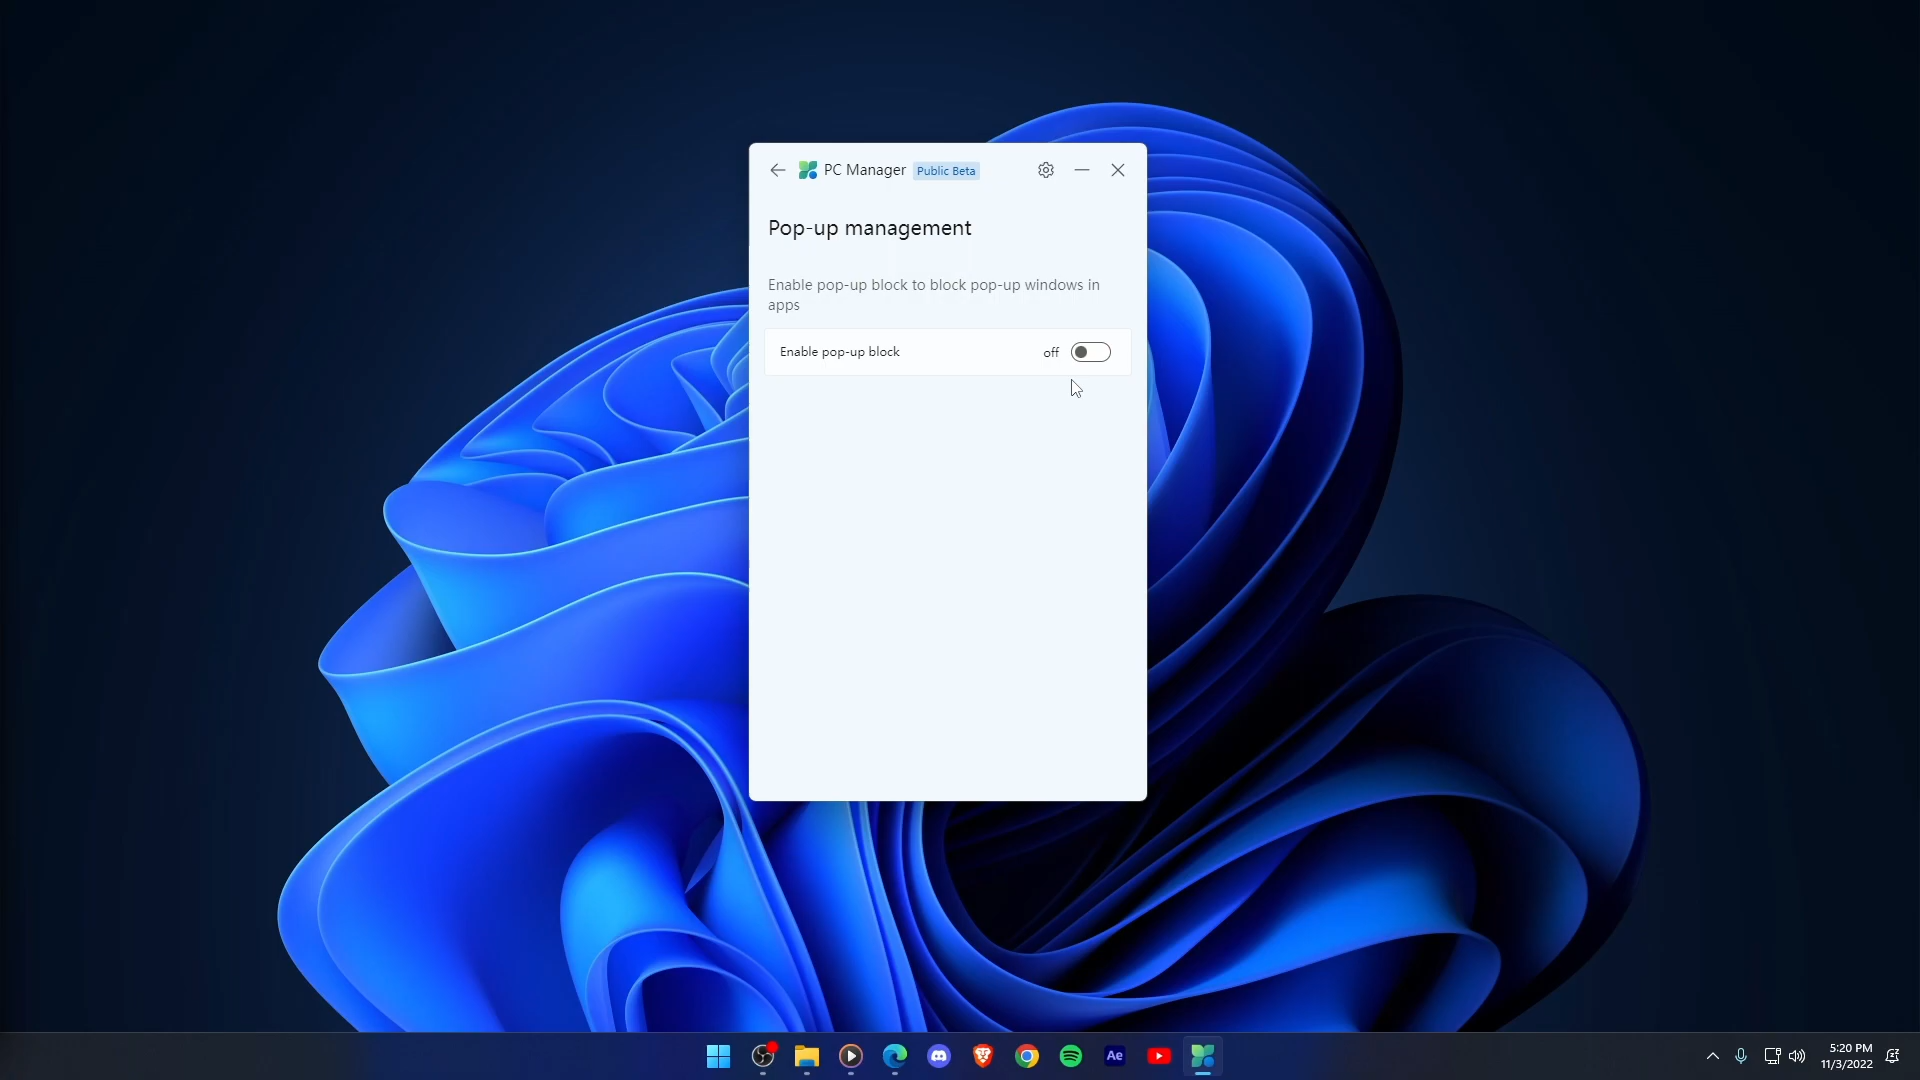 PC Manager Public Beta
Pop-up management
Enable pop-up block to block pop-up windows in
apps
Enable pop-up block off
Ae
5:20 PM
11/3/2022